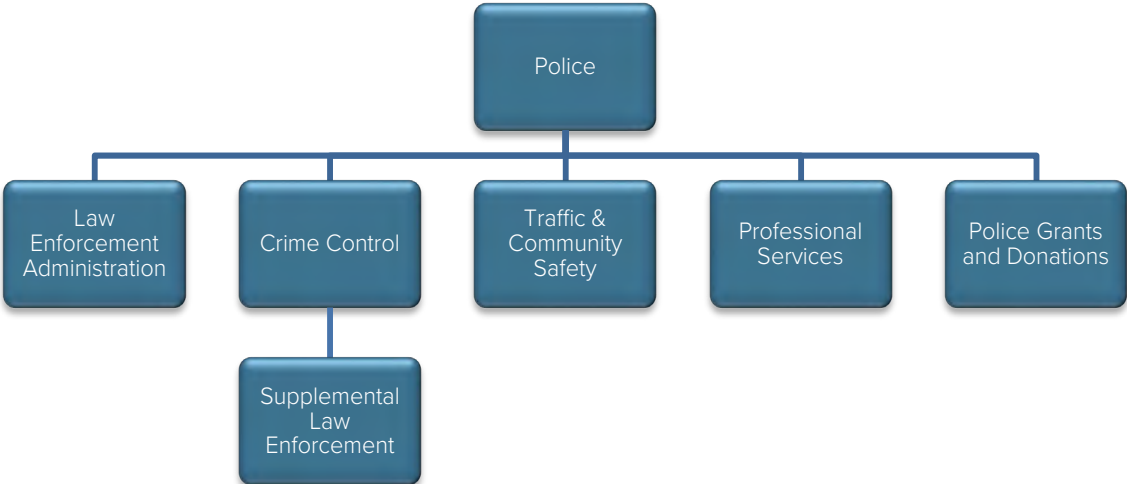 Police
Law
Enforcement
Administration
Crime Control
Traffic &
Community
Safety
Professional
Services
Police Grants
and Donations
Supplemental
Law
Enforcement